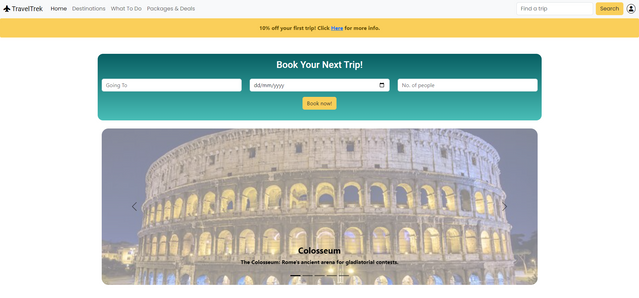 TravelTrek Home Destinations What To Do Packages & Deals Find a trip Search
10% off your first trip! Click Here for more info.
Book Your Next Trip!
Going To dd/mm/yyyy No. of people
Book now!
Colosseum
The Colosseum: Rome's ancient arena for gladiatorial contests.